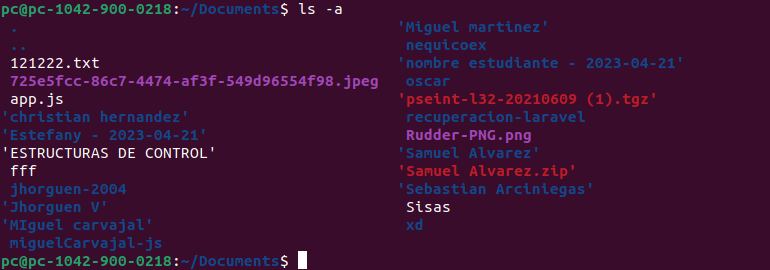 pc@pc-1042-900-0218:~/Documents$ ls -a
. 'Miguel martinez'
.. nequicoex
121222.txt 'nombre estudiante - 2023-04-21'
725e5fcc-86c7-4474-af3f-549d96554f98.jpeg oscar
app.js 'pseint-l32-20210609 (1).tgz'
'christian hernandez' recuperacion-laravel
'Estefany - 2023-04-21' Rudder-PNG.png
'ESTRUCTURAS DE CONTROL' 'Samuel Alvarez'
fff 'Samuel Alvarez.zip'
jhorguen-2004 'Sebastian Arciniegas'
'Jhorguen V' Sisas
'MIguel carvajal' xd
miguelCarvajal-js
pc@pc-1042-900-0218:~/Documents$